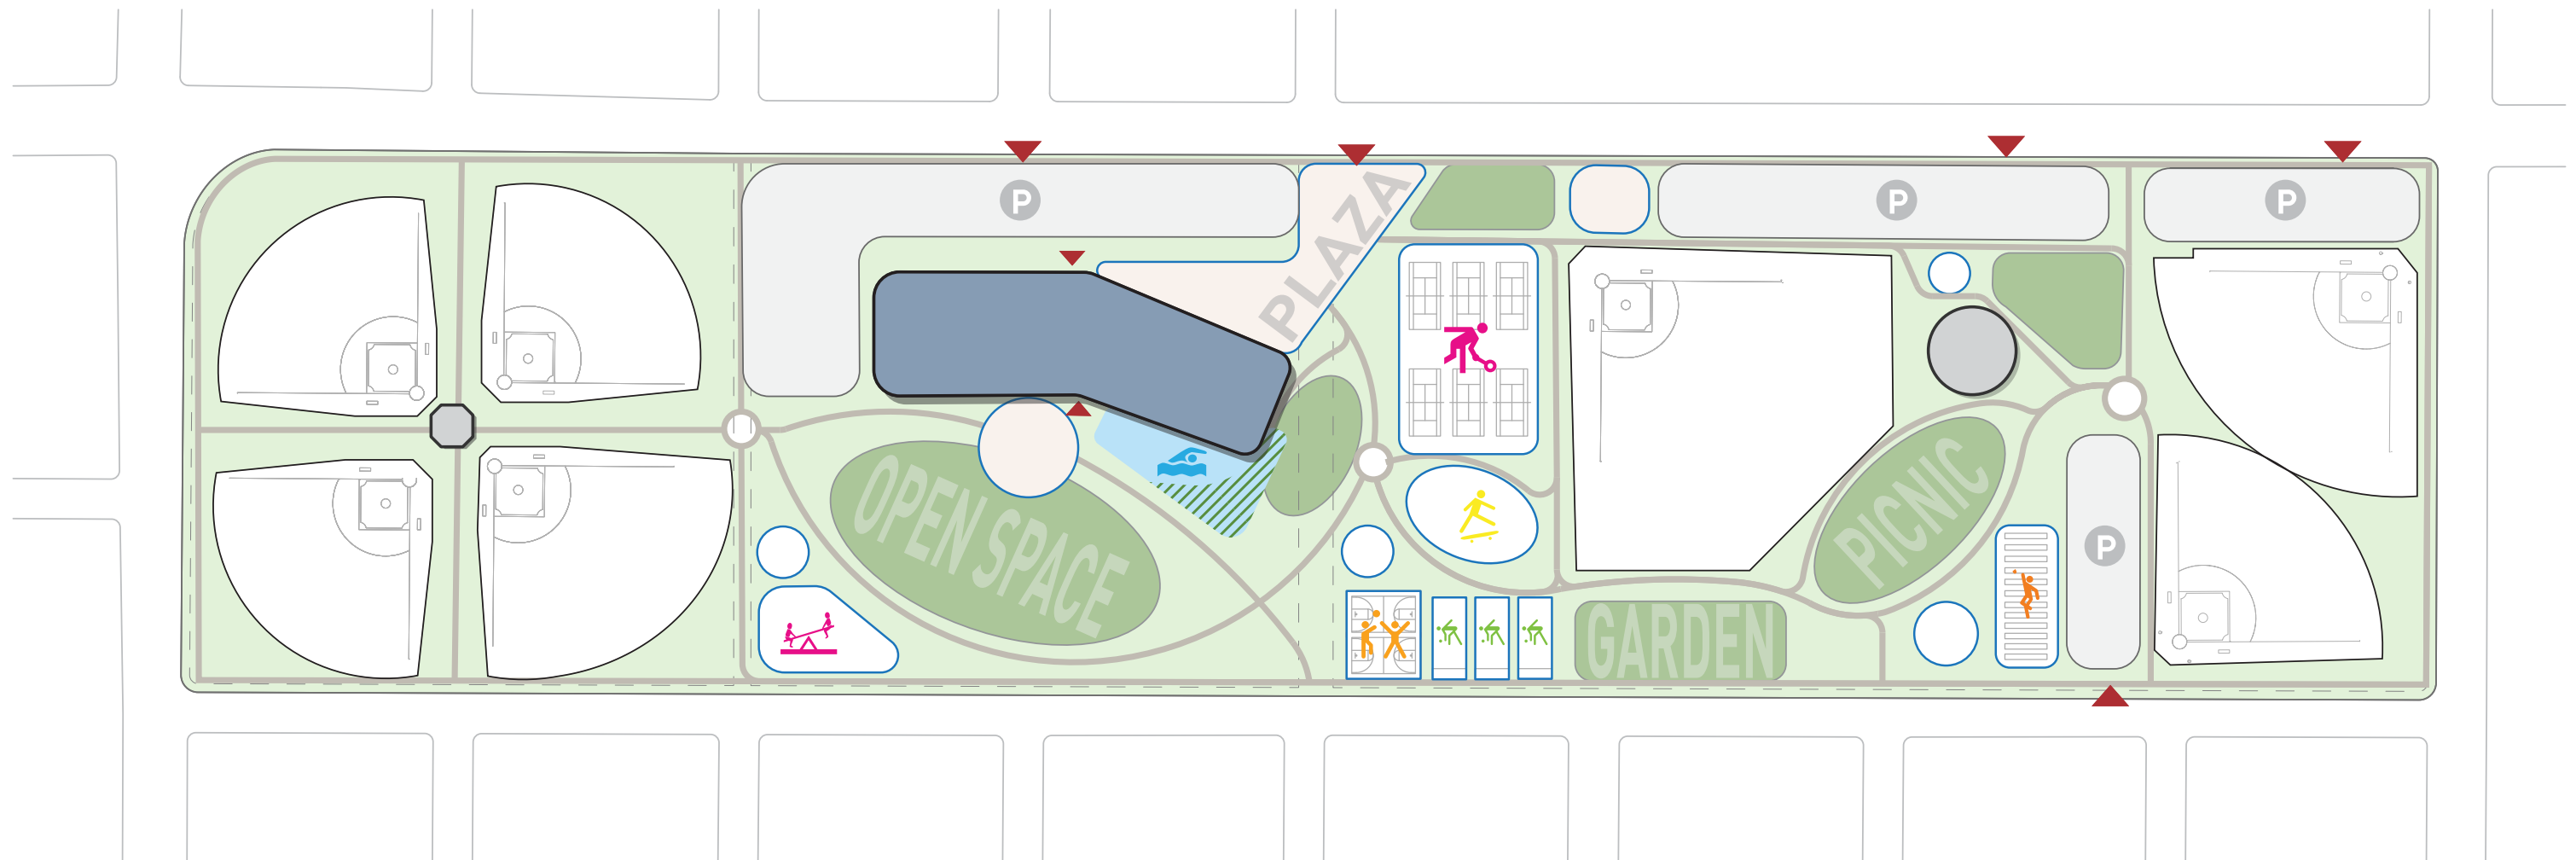 P
PLAZA
P
P
OPEN SPACE
PICNIC
P
GARDEN